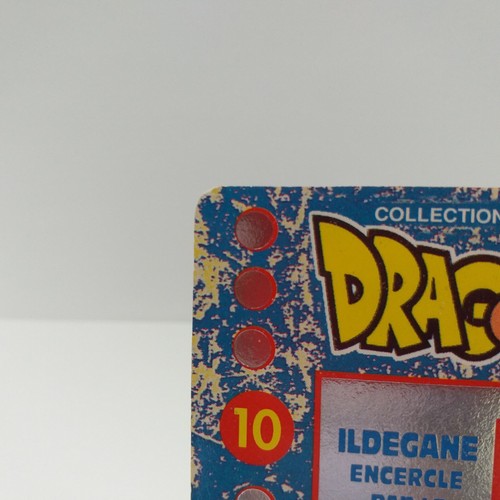 COLLECTION
DRAG
10
ILDEGANE
ENCERCLE